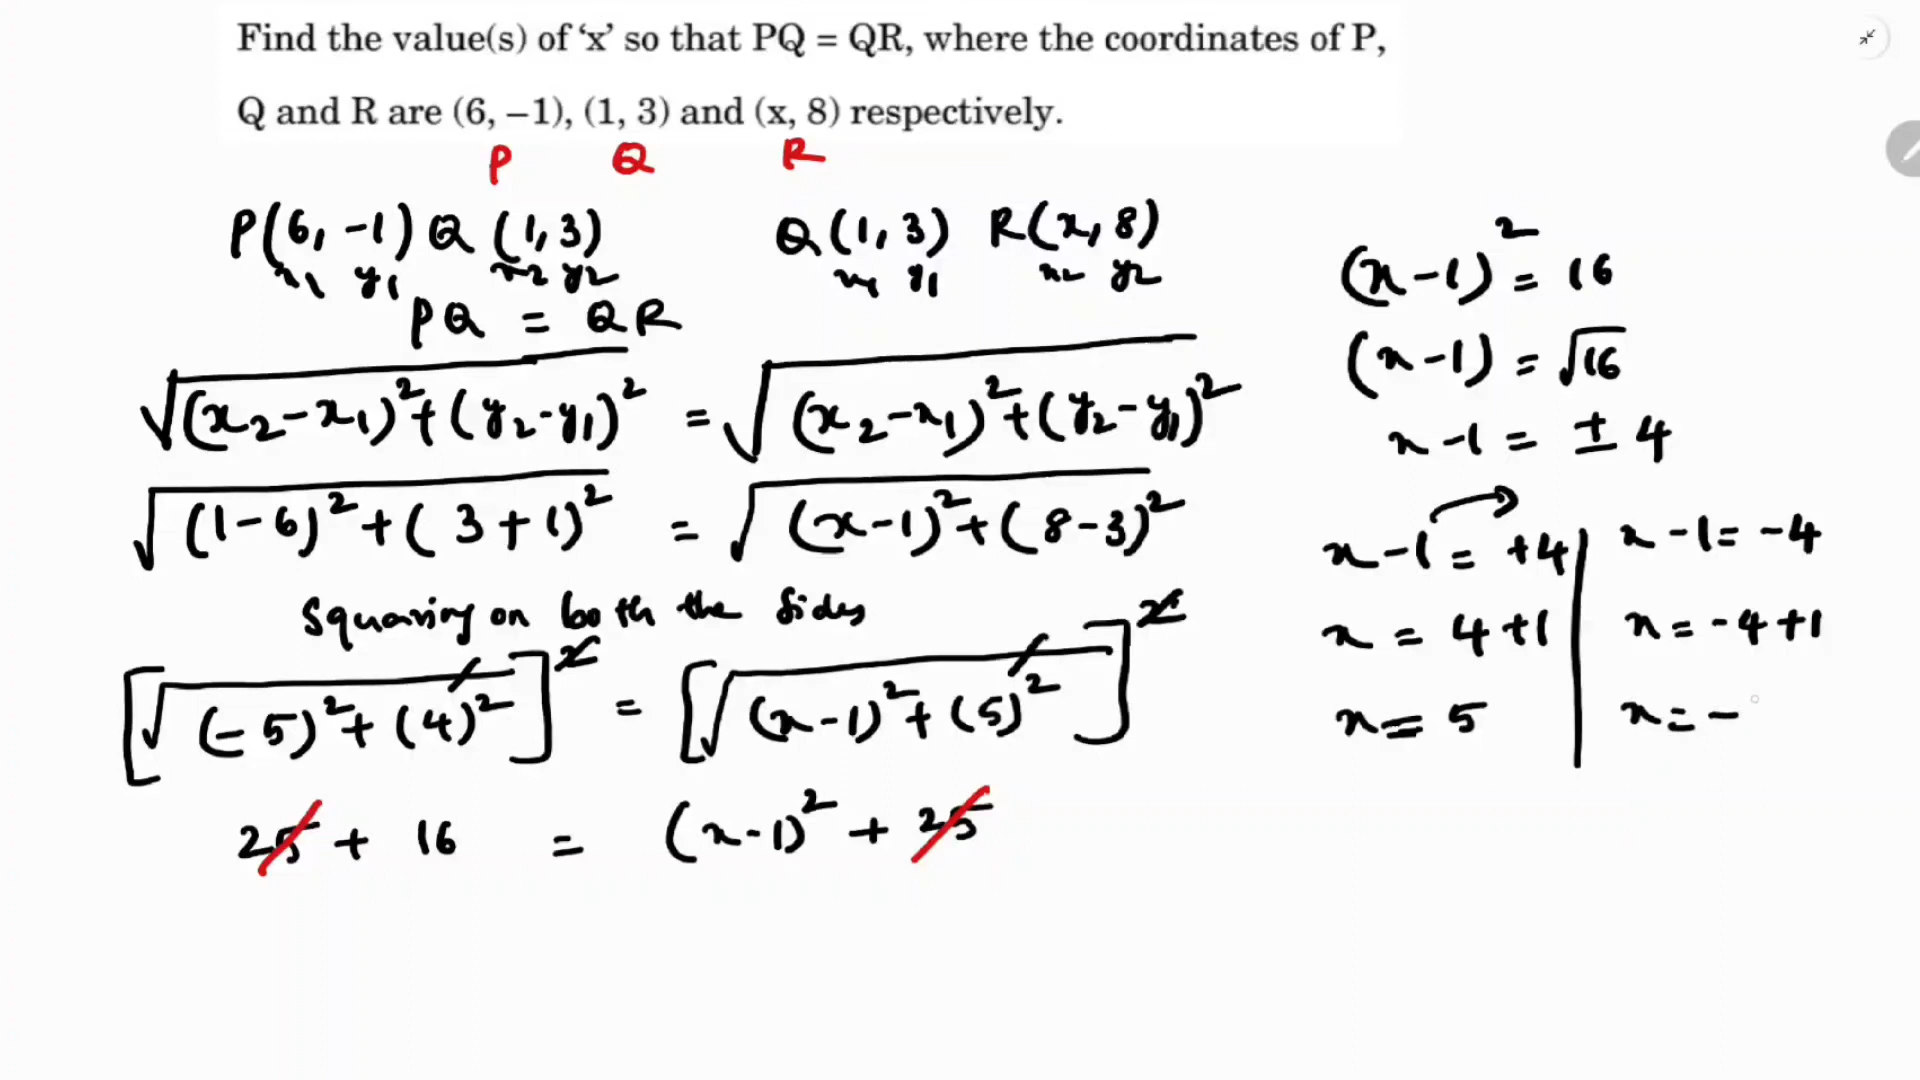 Find the value(s) of ‘x’ so that PQ = QR, where the coordinates of P,
Q and R are (6, –1), (1, 3) and (x, 8) respectively.
P Q R
P(6, -1) Q (1, 3) Q (1, 3) R(x, 8)
x₁ y₁ x₂ y₂ x₁ y₁ x₂ y₂
PQ = QR
√((x₂-x₁)²+(y₂-y₁)²) = √((x₂-x₁)²+(y₂-y₁)²)
√((1-6)²+(3+1)²) = √((x-1)²+(8-3)²)
Squaring on both the sides
[√((-5)²+(4)²)]² = [√((x-1)²+(5)²)]²
25 + 16 = (x-1)² + 25
(x-1)² = 16
(x-1) = √16
x-1 = ± 4
x-1 = +4 | x-1 = -4
x = 4+1 | x = -4+1
x = 5 | x = -